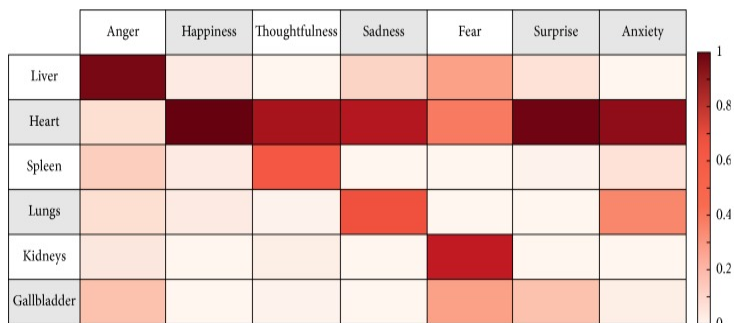 Anger Happiness Thoughtfulness Sadness Fear Surprise Anxiety
Liver
Heart
Spleen
Lungs
Kidneys
Gallbladder
1
0.8
0.6
0.4
0.2
0